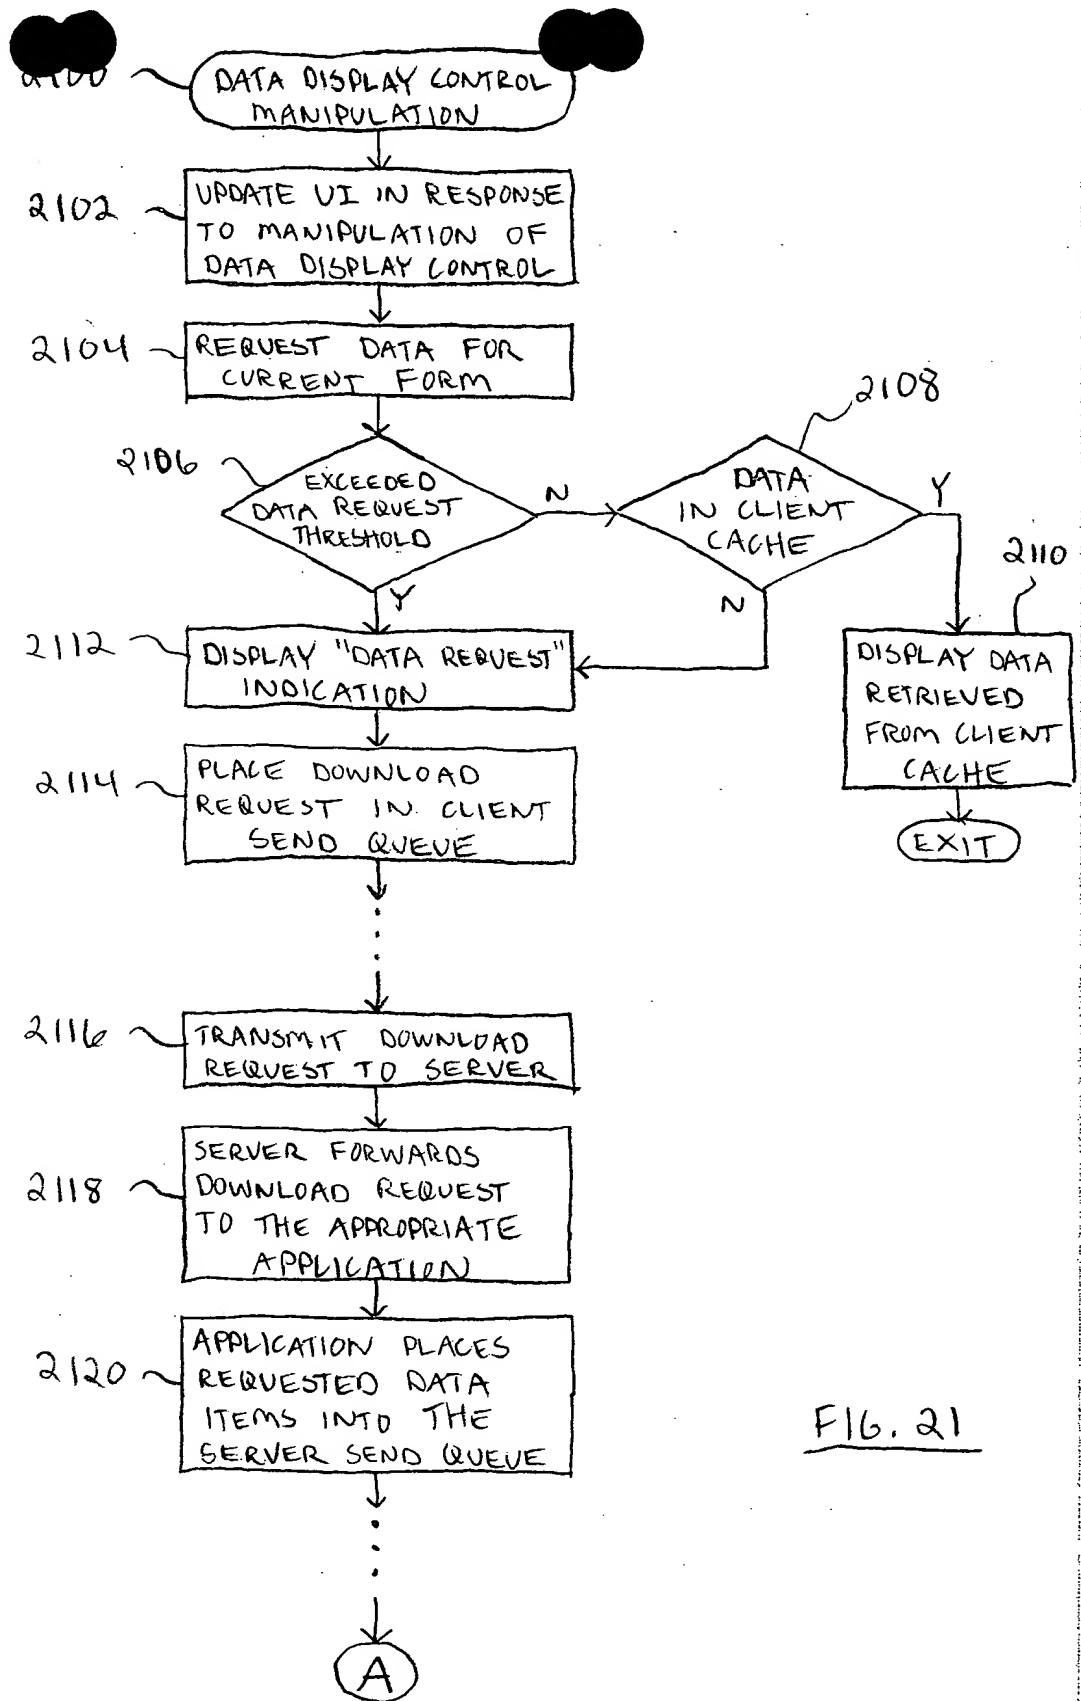 DATA DISPLAY CONTROL
MANIPULATION
2102
UPDATE UI IN RESPONSE
TO MANIPULATION OF
DATA DISPLAY CONTROL
2104
REQUEST DATA FOR
CURRENT FORM
2106
EXCEEDED
DATA REQUEST
THRESHOLD
N
Y
2108
DATA
IN CLIENT
CACHE
Y
N
2110
DISPLAY DATA
RETRIEVED
FROM CLIENT
CACHE
EXIT
2112
DISPLAY "DATA REQUEST"
INDICATION
2114
PLACE DOWNLOAD
REQUEST IN CLIENT
SEND QUEUE
2116
TRANSMIT DOWNLOAD
REQUEST TO SERVER
2118
SERVER FORWARDS
DOWNLOAD REQUEST
TO THE APPROPRIATE
APPLICATION
2120
APPLICATION PLACES
REQUESTED DATA
ITEMS INTO THE
SERVER SEND QUEUE
FIG. 21
A